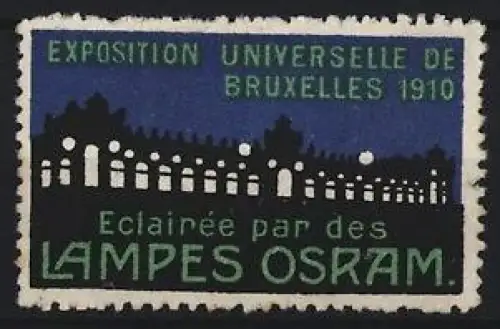 EXPOSITION UNIVERSELLE DE
BRUXELLES 1910
Eclairée par des
LAMPES OSRAM.